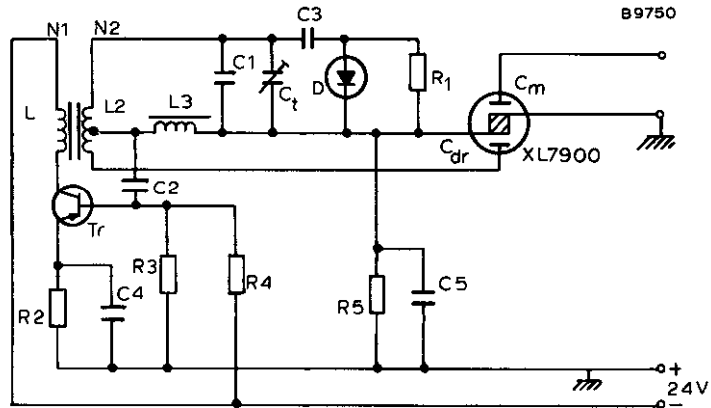 B9750
N1
N2
C3
C1
Ct
D
R1
Cm
L
L2
L3
Cdr
XL7900
C2
Tr
R3
R4
C4
R2
R5
C5
+
24V
−